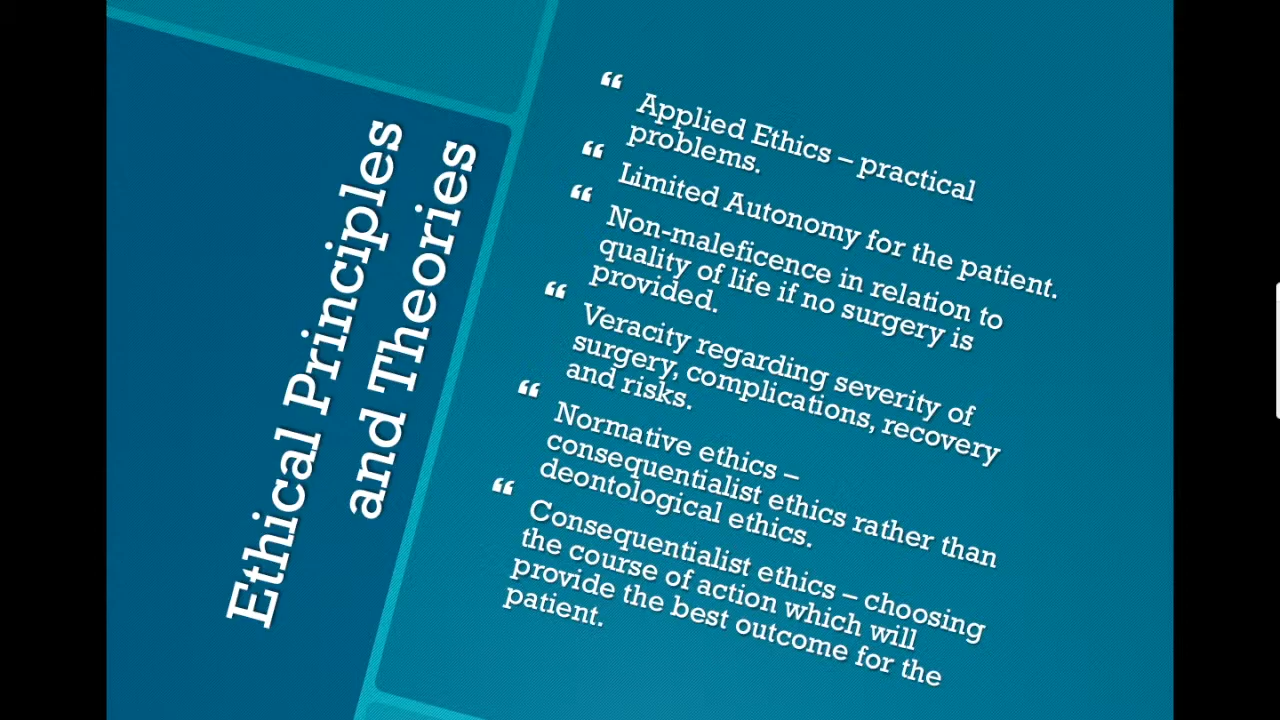 Ethical Principles
and Theories
“ Applied Ethics – practical
problems.
“ Limited Autonomy for the patient.
“ Non-maleficence in relation to
quality of life if no surgery is
provided.
“ Veracity regarding severity of
surgery, complications, recovery
and risks.
“ Normative ethics –
consequentialist ethics rather than
deontological ethics.
“ Consequentialist ethics – choosing
the course of action which will
provide the best outcome for the
patient.